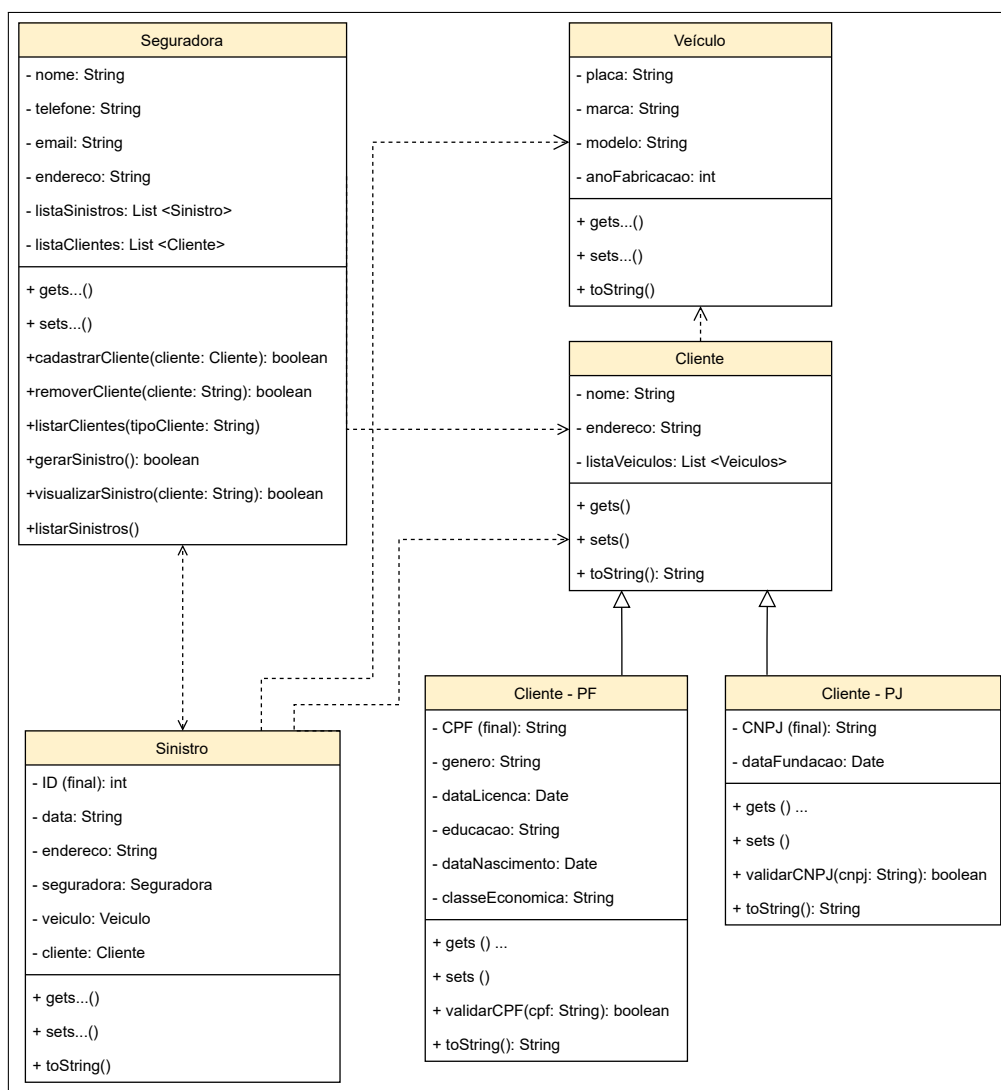 Seguradora
- nome: String
- telefone: String
- email: String
- endereco: String
- listaSinistros: List <Sinistro>
- listaClientes: List <Cliente>
+ gets...()
+ sets...()
+cadastrarCliente(cliente: Cliente): boolean
+removerCliente(cliente: String): boolean
+listarClientes(tipoCliente: String)
+gerarSinistro(): boolean
+visualizarSinistro(cliente: String): boolean
+listarSinistros()
Veículo
- placa: String
- marca: String
- modelo: String
- anoFabricacao: int
+ gets...()
+ sets...()
+ toString()
Cliente
- nome: String
- endereco: String
- listaVeiculos: List <Veiculos>
+ gets()
+ sets()
+ toString(): String
Sinistro
- ID (final): int
- data: String
- endereco: String
- seguradora: Seguradora
- veiculo: Veiculo
- cliente: Cliente
+ gets...()
+ sets...()
+ toString()
Cliente - PF
- CPF (final): String
- genero: String
- dataLicenca: Date
- educacao: String
- dataNascimento: Date
- classeEconomica: String
+ gets () ...
+ sets ()
+ validarCPF(cpf: String): boolean
+ toString(): String
Cliente - PJ
- CNPJ (final): String
- dataFundacao: Date
+ gets () ...
+ sets ()
+ validarCNPJ(cnpj: String): boolean
+ toString(): String